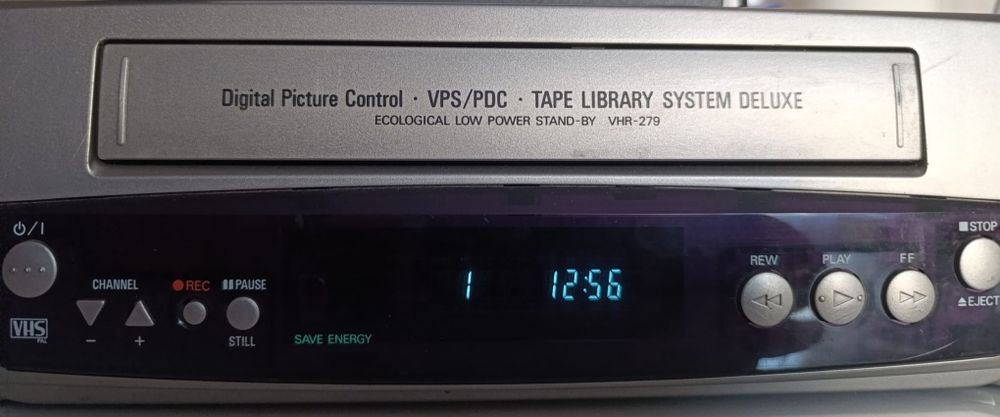 Digital Picture Control · VPS/PDC · TAPE LIBRARY SYSTEM DELUXE
ECOLOGICAL LOW POWER STAND-BY VHR-279
⏻/I
■ STOP
REW PLAY FF
CHANNEL ●REC ▮▮PAUSE
1 12:56
▲EJECT
VHS
PAL
- + STILL
SAVE ENERGY